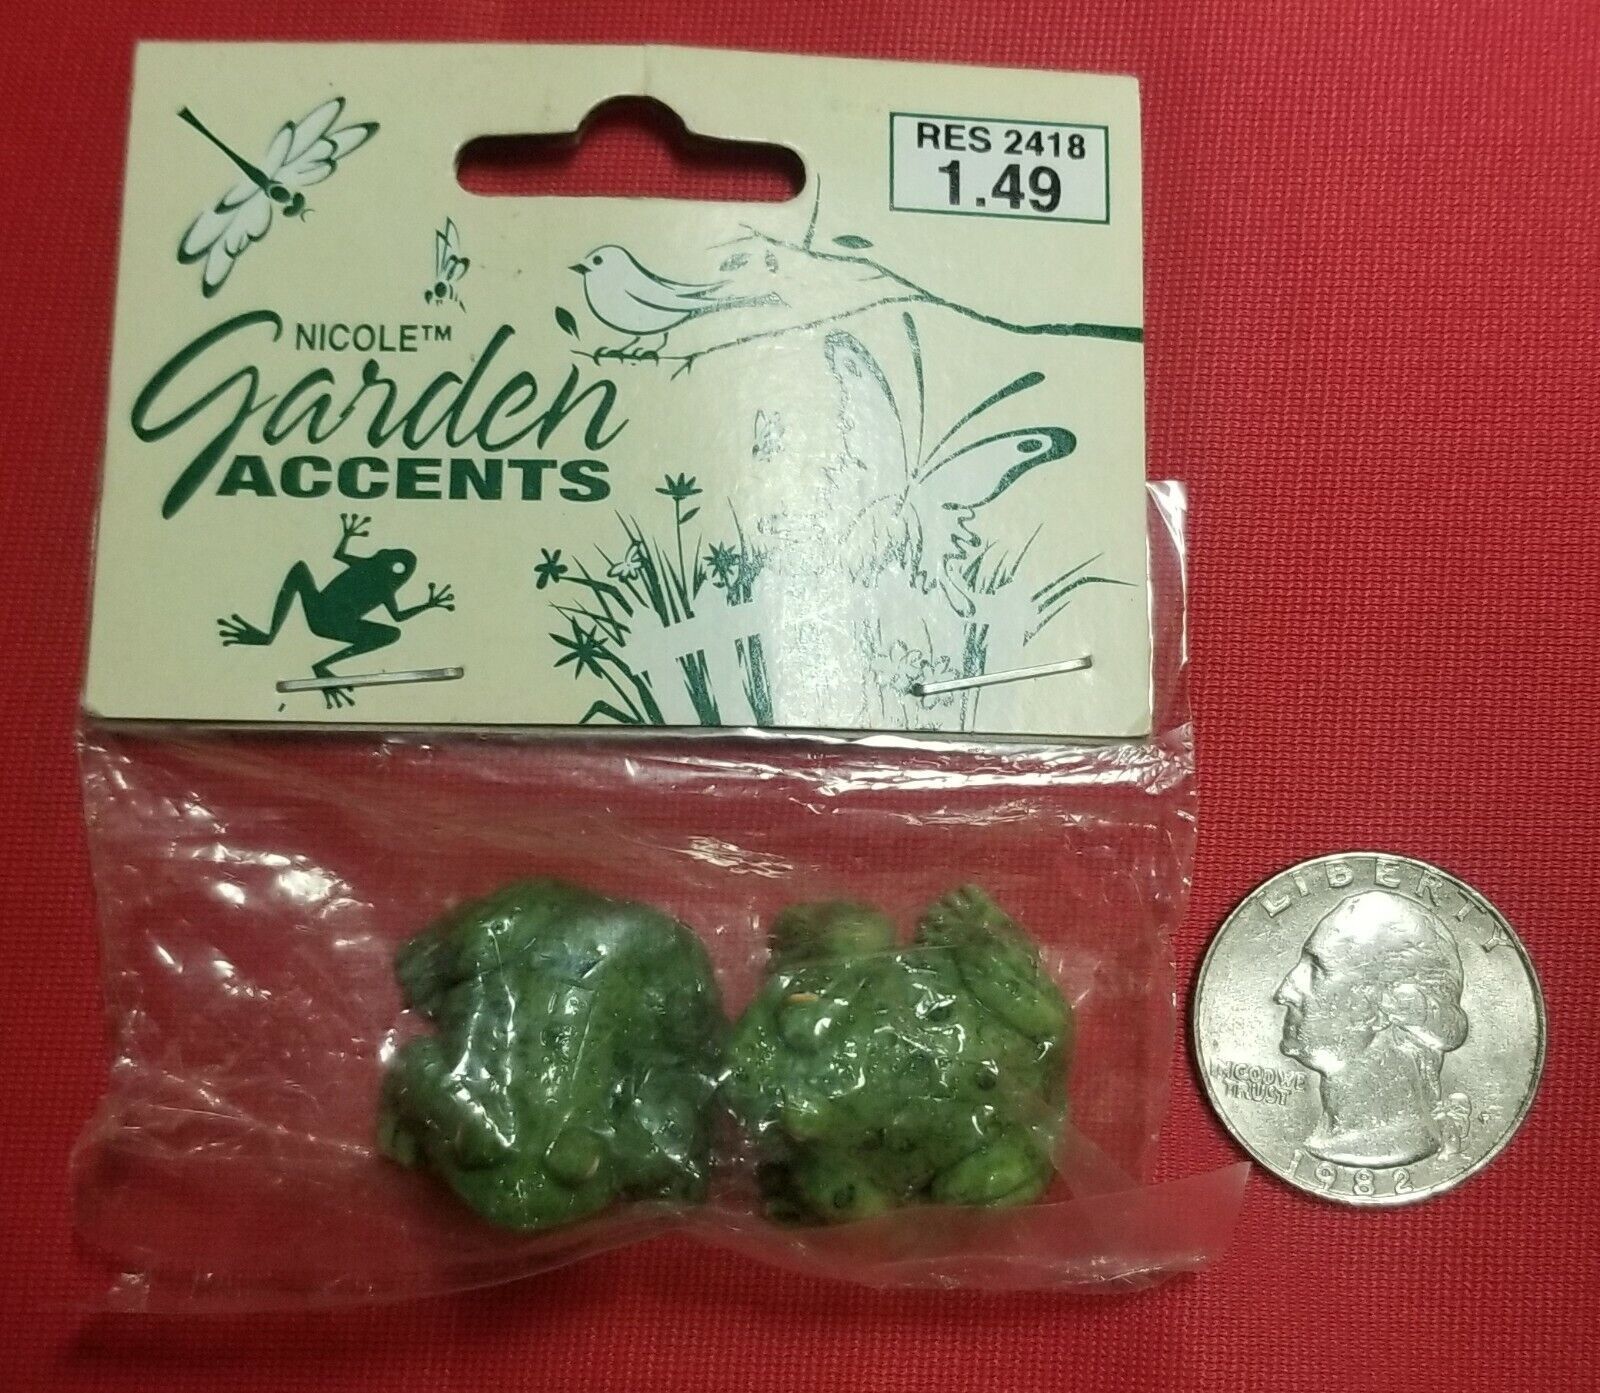 RES 2418
1.49
NICOLE™
Garden
ACCENTS
LIBERTY
IN GOD WE
TRUST
1982